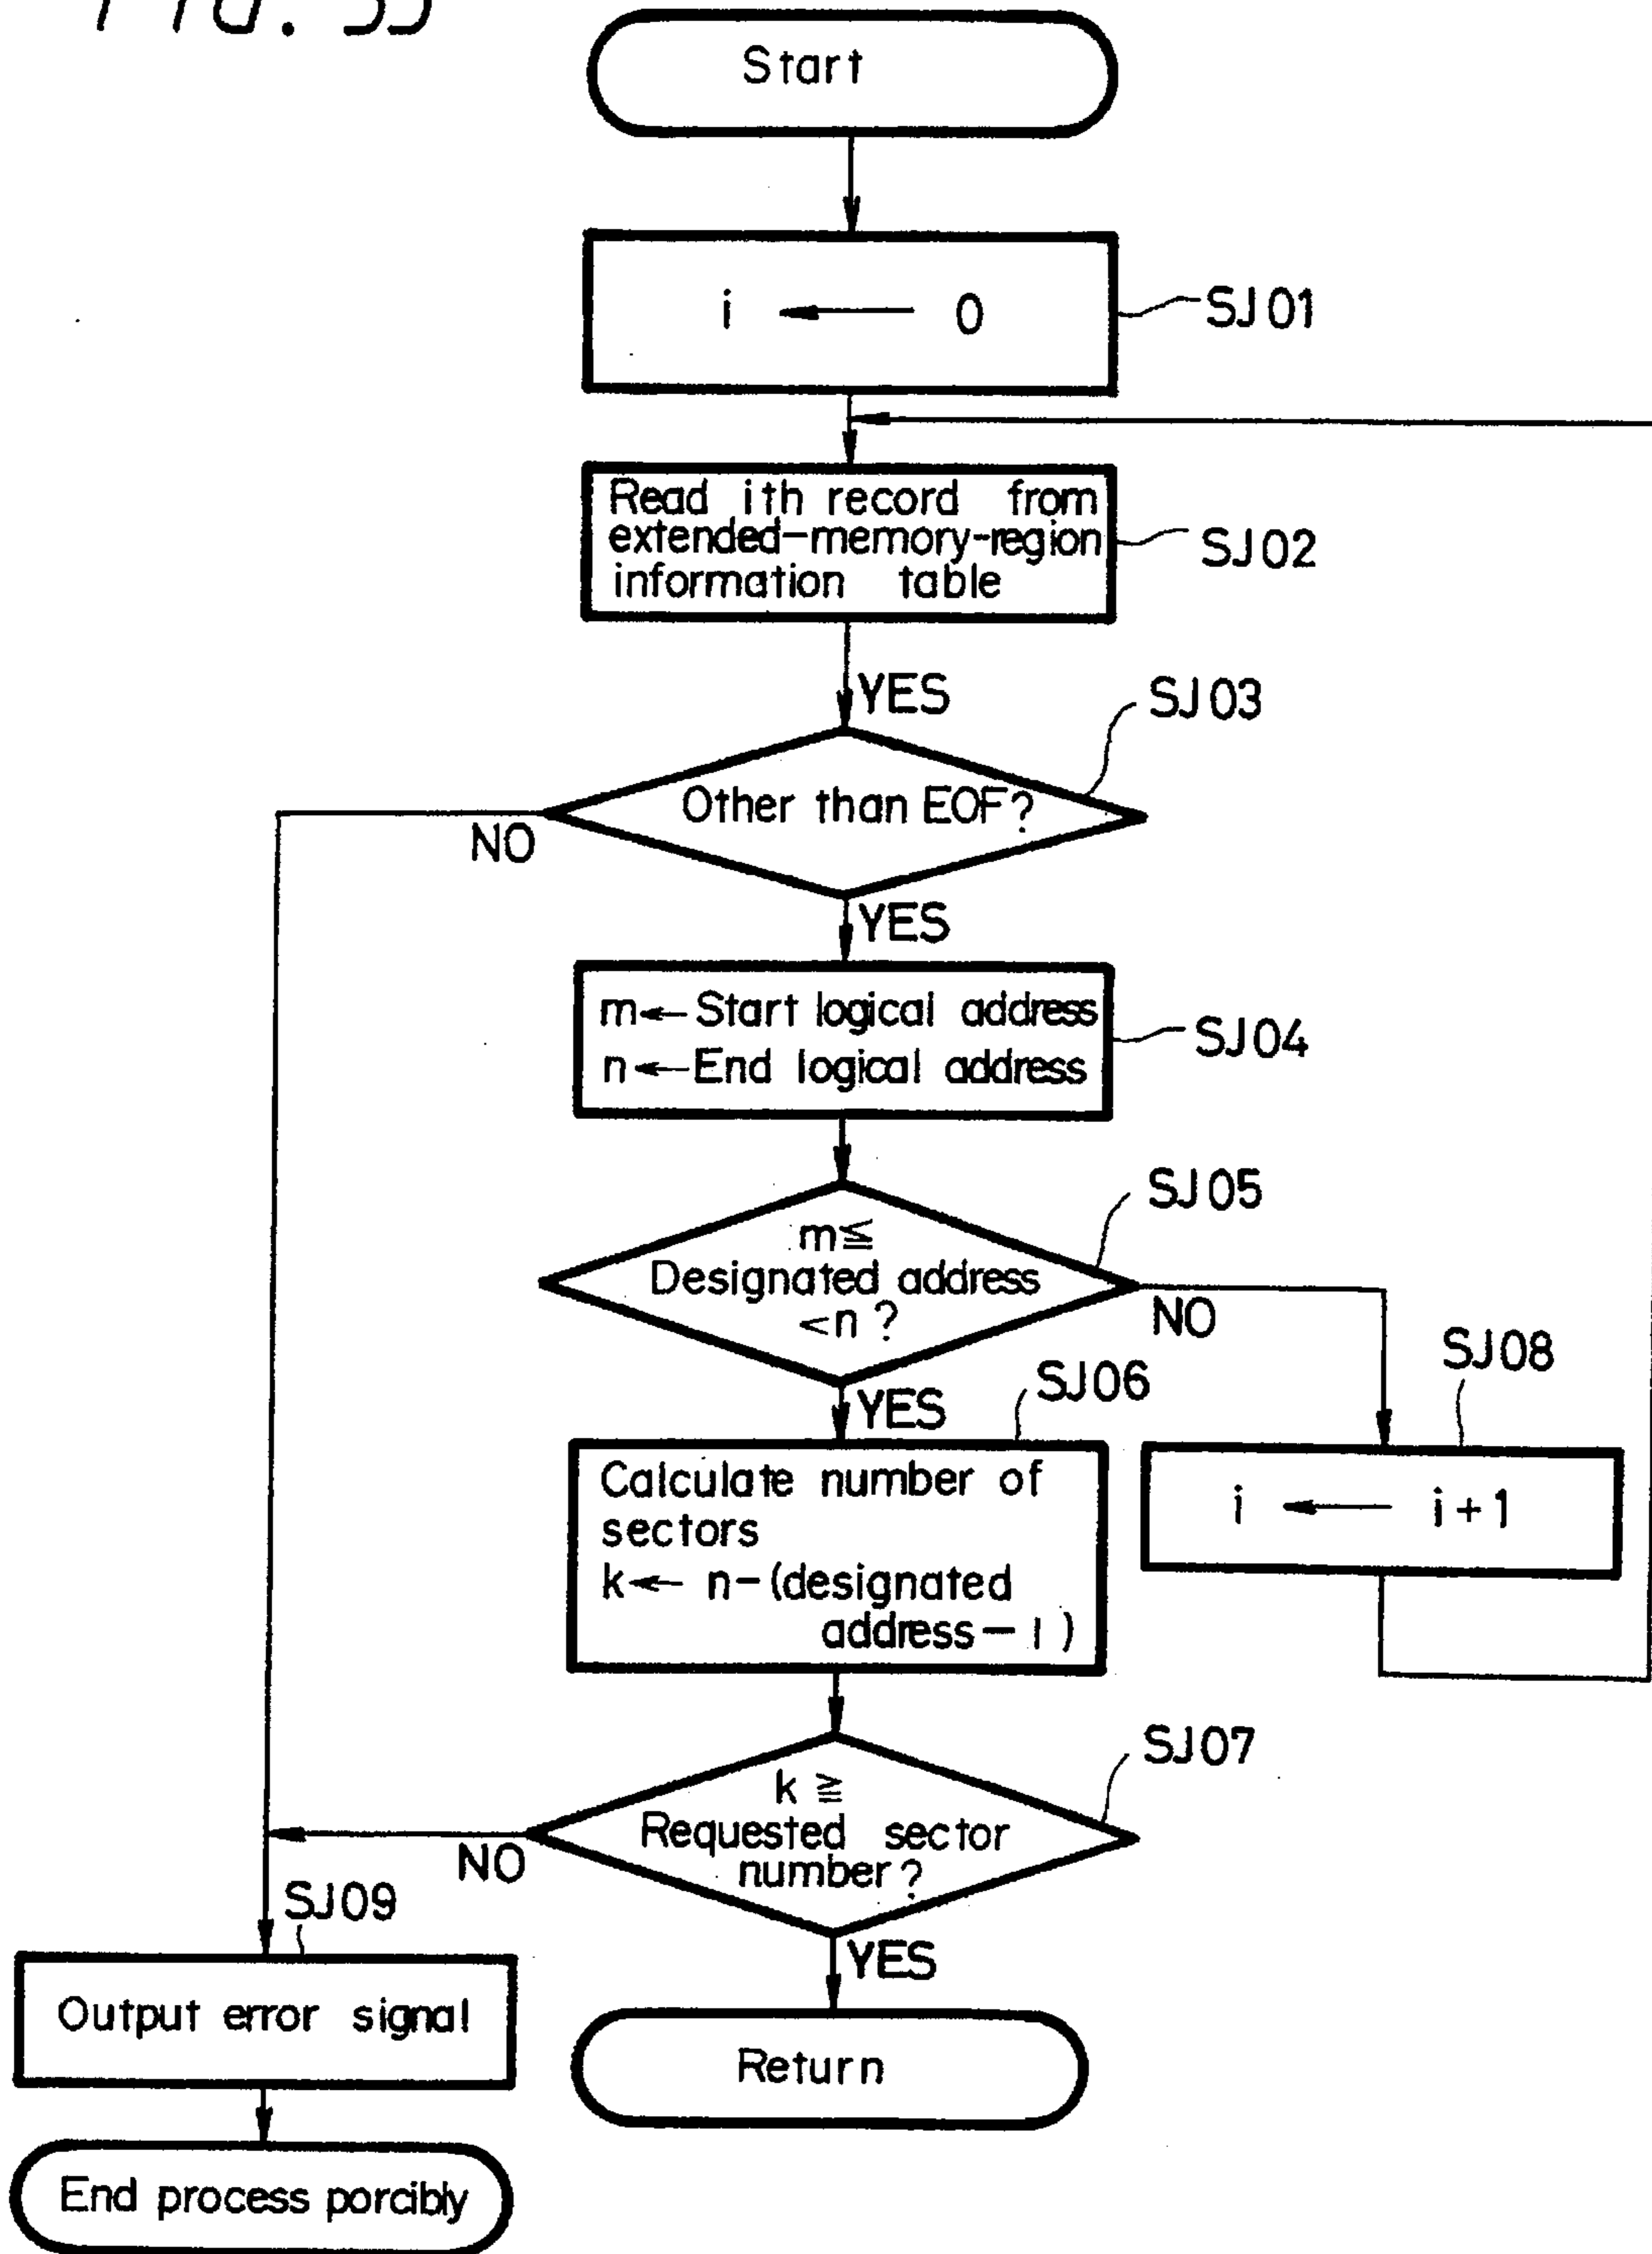 Start
i ← 0
SJ01
Read ith record from
extended-memory-region
information table
SJ02
YES
SJ03
Other than EOF?
NO
YES
m←Start logical address
n←End logical address
SJ04
SJ05
m≦
Designated address
<n?
NO
YES
SJ06
SJ08
Calculate number of
sectors
k← n-(designated
address-1)
i ← i+1
SJ07
k ≧
Requested sector
number?
NO
SJ09
YES
Output error signal
Return
End process porcibly